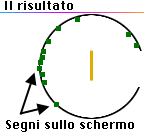 Il risultato
Segni sullo schermo